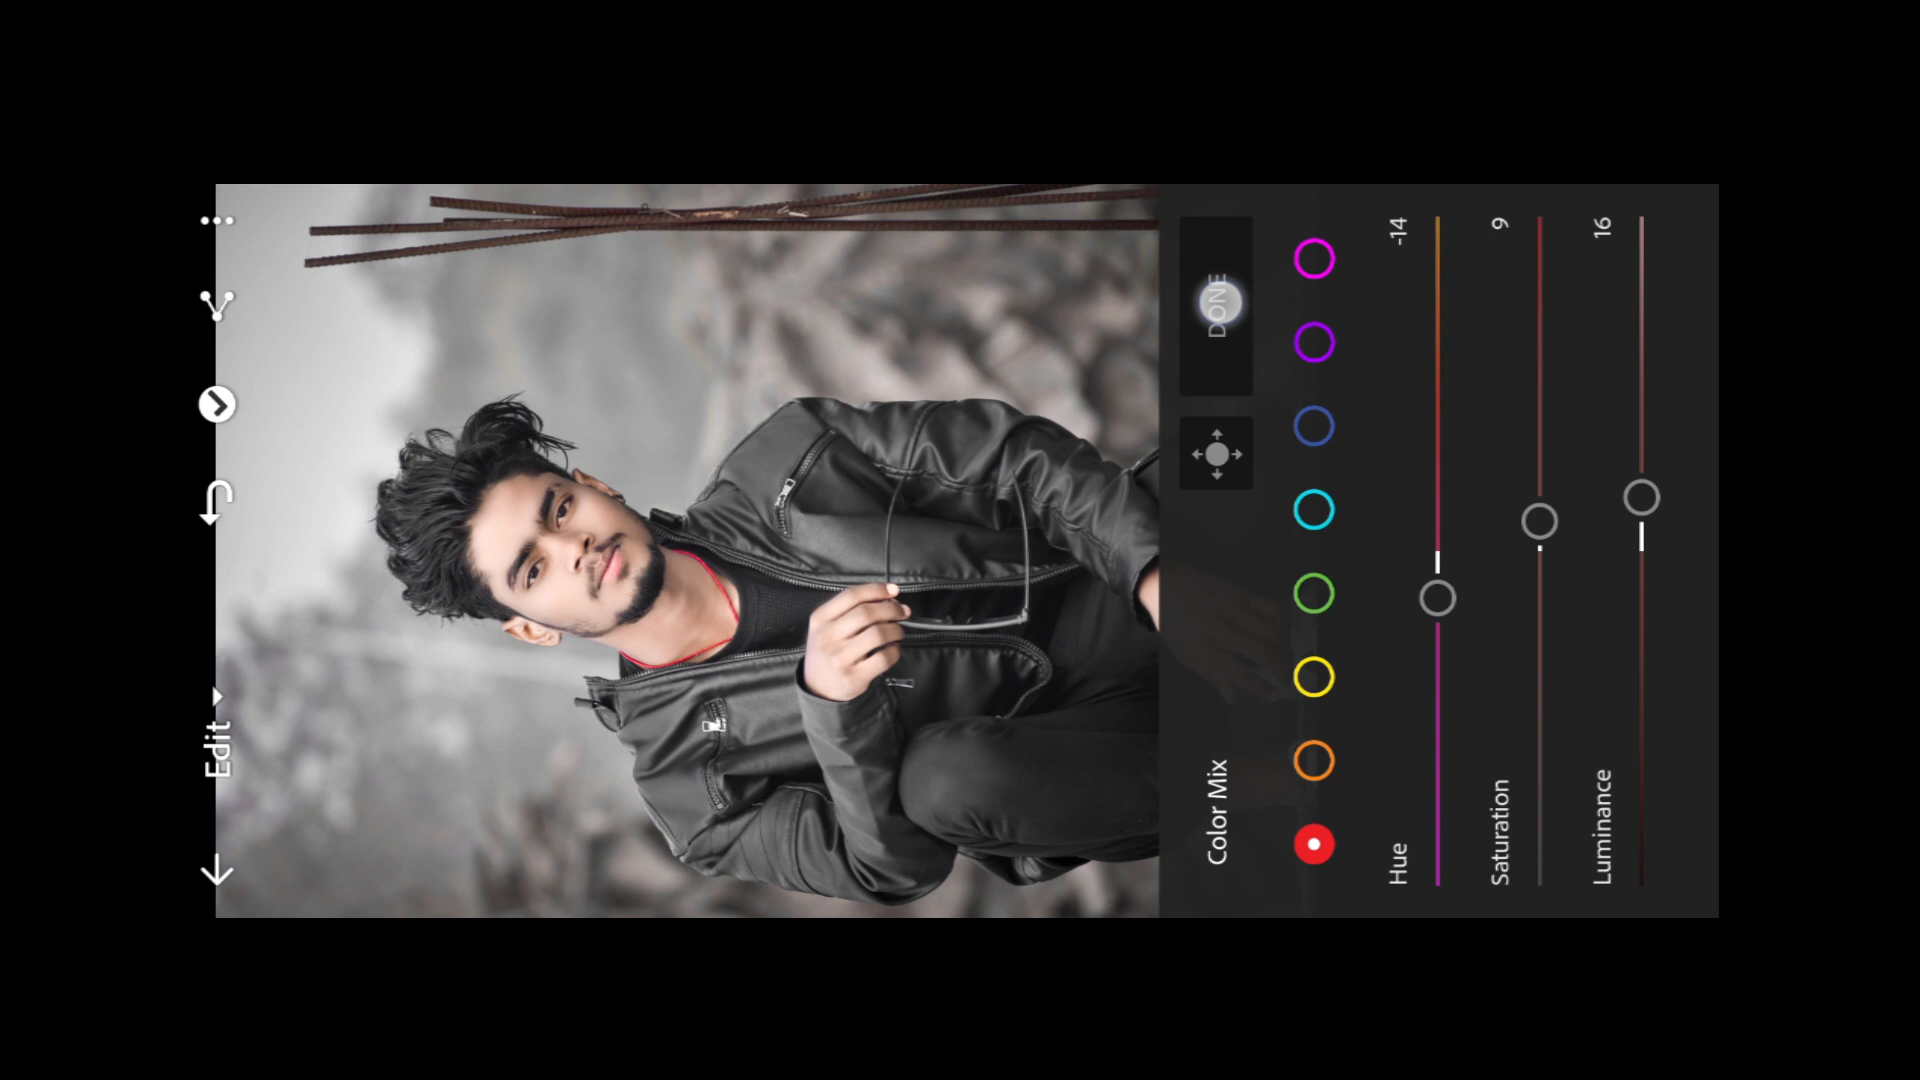 Edit
Color Mix
DONE
Hue
-14
Saturation
9
Luminance
16